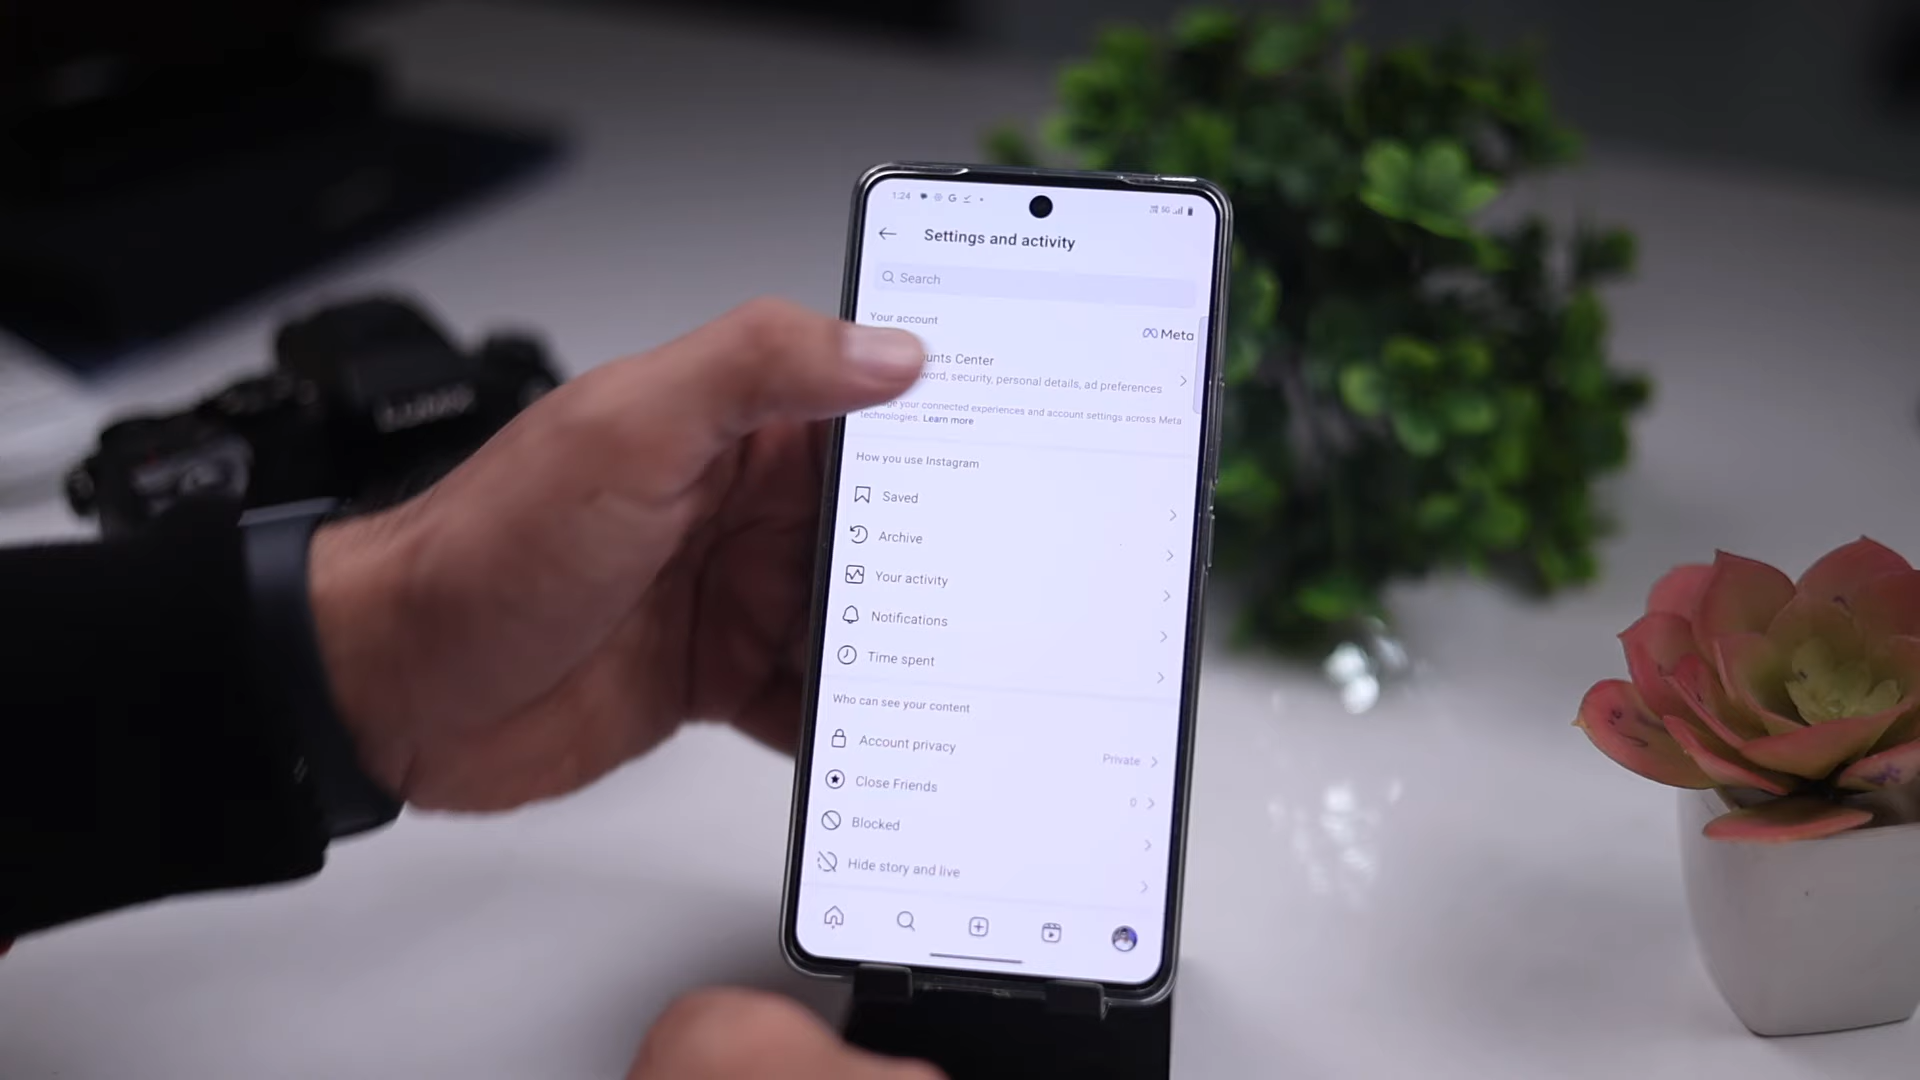 1:24
5G
Settings and activity
Search
Your account
Meta
unts Center
word, security, personal details, ad preferences
your connected experiences and account settings across Meta
technologies. Learn more
How you use Instagram
Saved
Archive
Your activity
Notifications
Time spent
Who can see your content
Account privacy
Private
Close Friends
0
Blocked
Hide story and live